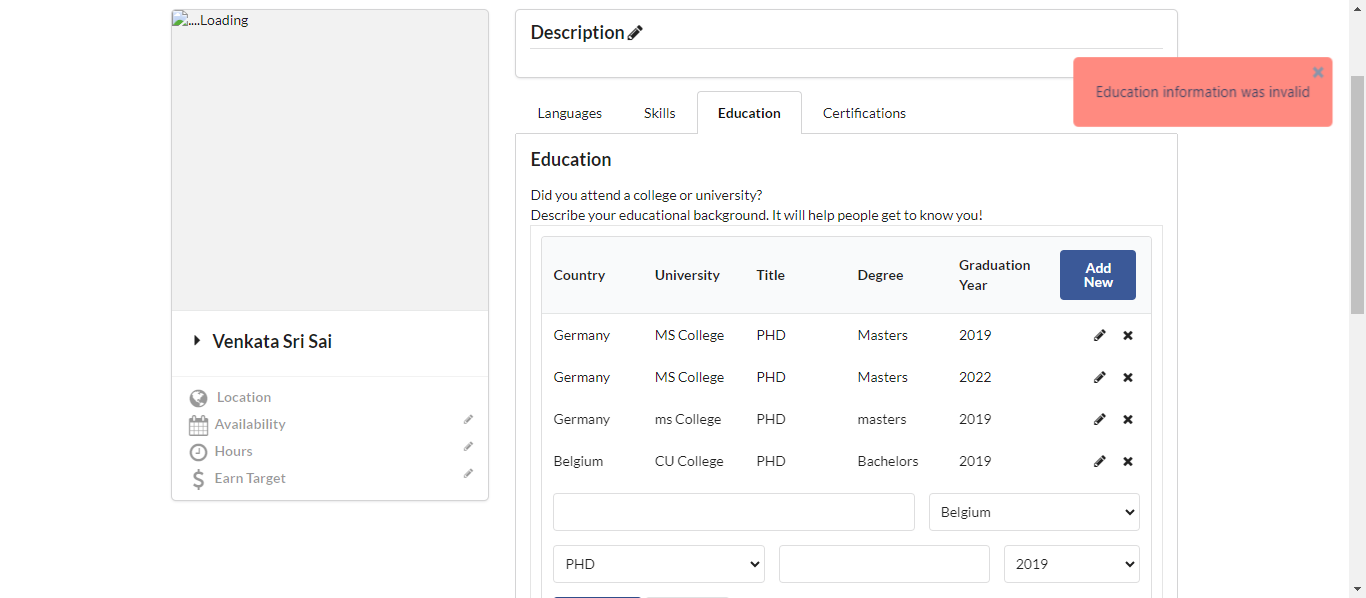 ....Loading
Venkata Sri Sai
Location
Availability
Hours
Earn Target
Description
Education information was invalid
Languages Skills Education Certifications
Education
Did you attend a college or university?
Describe your educational background. It will help people get to know you!
Country University Title Degree Graduation Year Add New
Germany MS College PHD Masters 2019
Germany MS College PHD Masters 2022
Germany ms College PHD masters 2019
Belgium CU College PHD Bachelors 2019
Belgium
PHD 2019